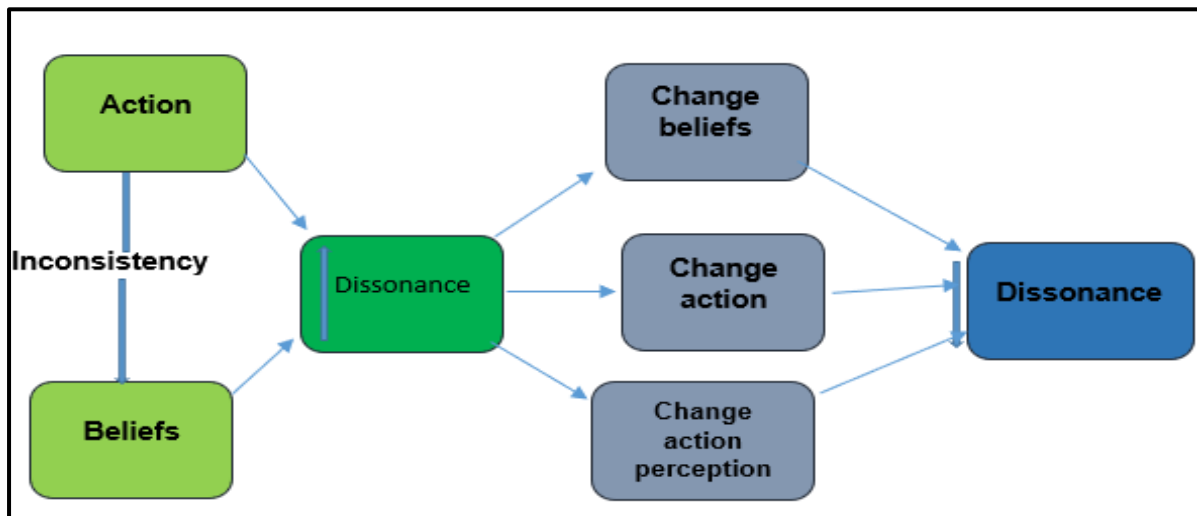 Action
Inconsistency
Beliefs
Dissonance
Change
beliefs
Change
action
Change
action
perception
Dissonance